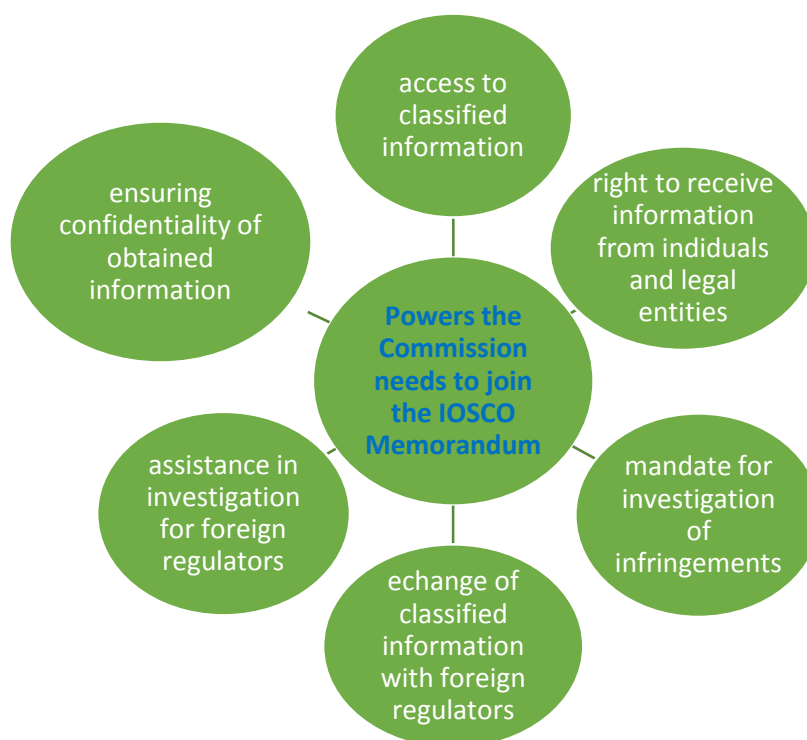 access to
classified
information
right to receive
information
from indiduals
and legal
entities
mandate for
investigation
of
infringements
echange of
classified
information
with foreign
regulators
assistance in
investigation
for foreign
regulators
ensuring
confidentiality of
obtained
information
Powers the
Commission
needs to join
the IOSCO
Memorandum